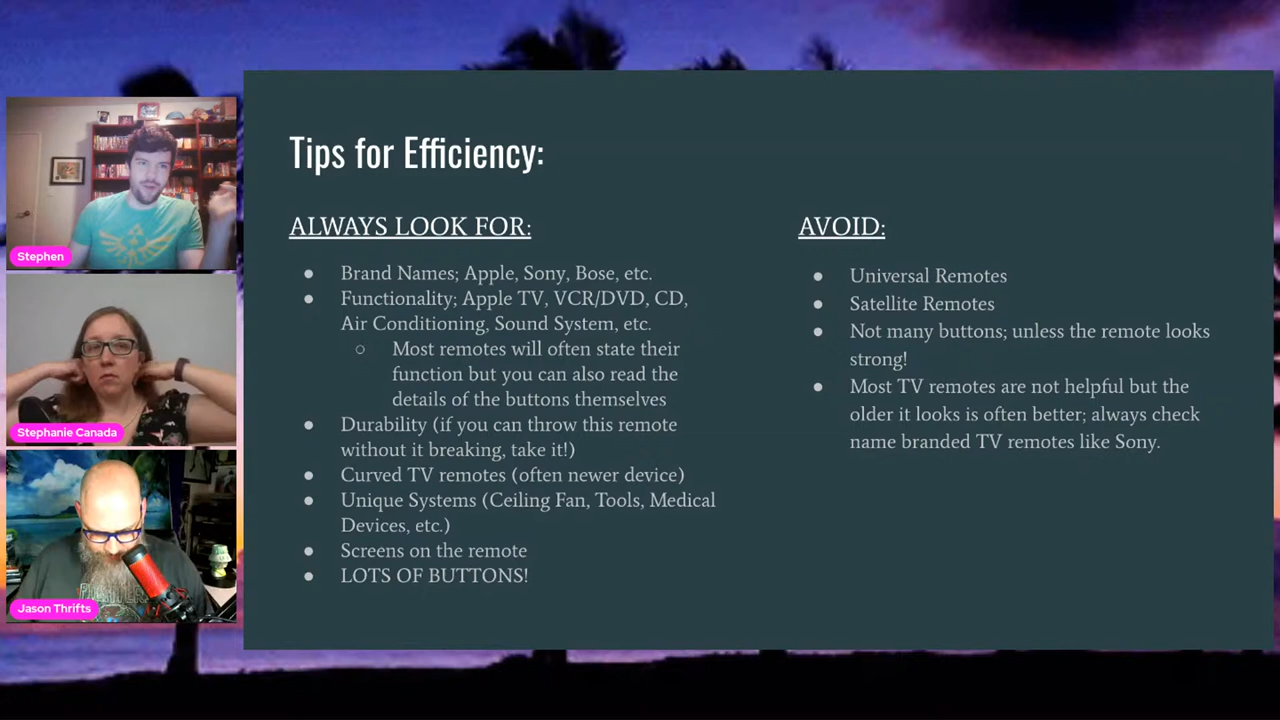 Tips for Efficiency:
ALWAYS LOOK FOR:
● Brand Names; Apple, Sony, Bose, etc.
● Functionality; Apple TV, VCR/DVD, CD,
Air Conditioning, Sound System, etc.
○ Most remotes will often state their
function but you can also read the
details of the buttons themselves
● Durability (if you can throw this remote
without it breaking, take it!)
● Curved TV remotes (often newer device)
● Unique Systems (Ceiling Fan, Tools, Medical
Devices, etc.)
● Screens on the remote
● LOTS OF BUTTONS!
AVOID:
● Universal Remotes
● Satellite Remotes
● Not many buttons; unless the remote looks
strong!
● Most TV remotes are not helpful but the
older it looks is often better; always check
name branded TV remotes like Sony.
Stephen
Stephanie Canada
Jason Thrifts